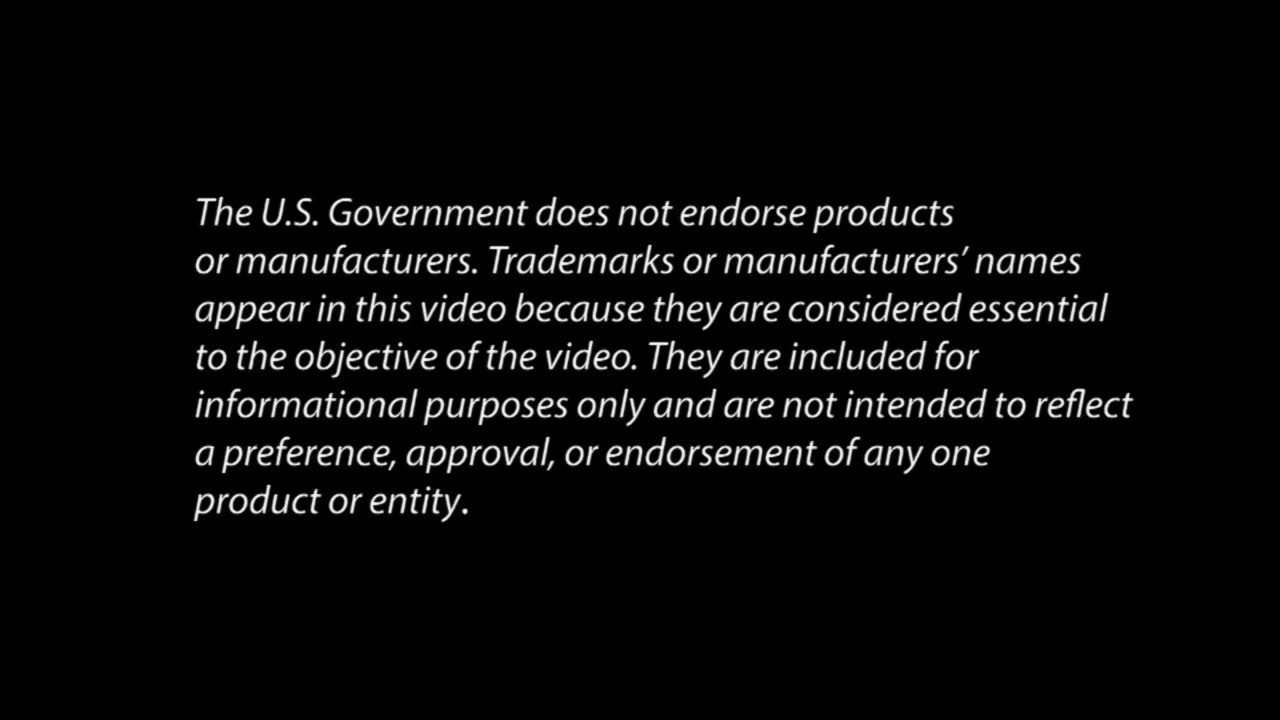 The U.S. Government does not endorse products
or manufacturers. Trademarks or manufacturers’ names
appear in this video because they are considered essential
to the objective of the video. They are included for
informational purposes only and are not intended to reflect
a preference, approval, or endorsement of any one
product or entity.